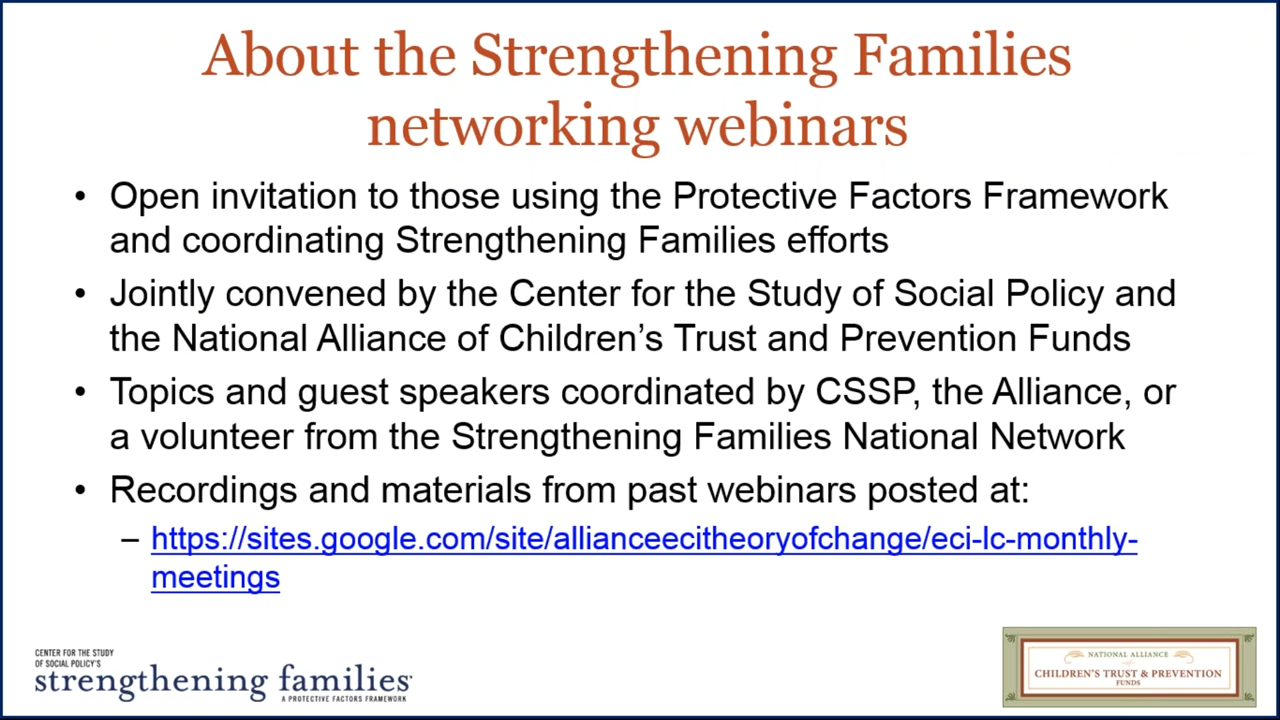 About the Strengthening Families
networking webinars
• Open invitation to those using the Protective Factors Framework
and coordinating Strengthening Families efforts
• Jointly convened by the Center for the Study of Social Policy and
the National Alliance of Children’s Trust and Prevention Funds
• Topics and guest speakers coordinated by CSSP, the Alliance, or
a volunteer from the Strengthening Families National Network
• Recordings and materials from past webinars posted at:
– https://sites.google.com/site/allianceecitheoryofchange/eci-lc-monthly-
meetings
CENTER FOR THE STUDY
OF SOCIAL POLICY'S
strengthening families
A PROTECTIVE FACTORS FRAMEWORK
NATIONAL ALLIANCE
of
CHILDREN'S TRUST & PREVENTION
FUNDS